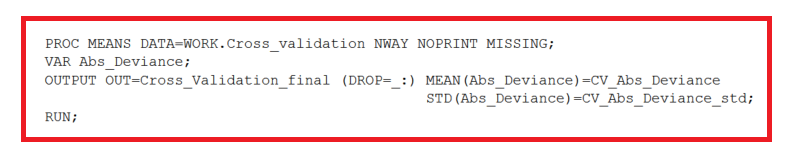 PROC MEANS DATA=WORK.Cross_validation NWAY NOPRINT MISSING;
VAR Abs_Deviance;
OUTPUT OUT=Cross_Validation_final (DROP=_:) MEAN(Abs_Deviance)=CV_Abs_Deviance
STD(Abs_Deviance)=CV_Abs_Deviance_std;
RUN;